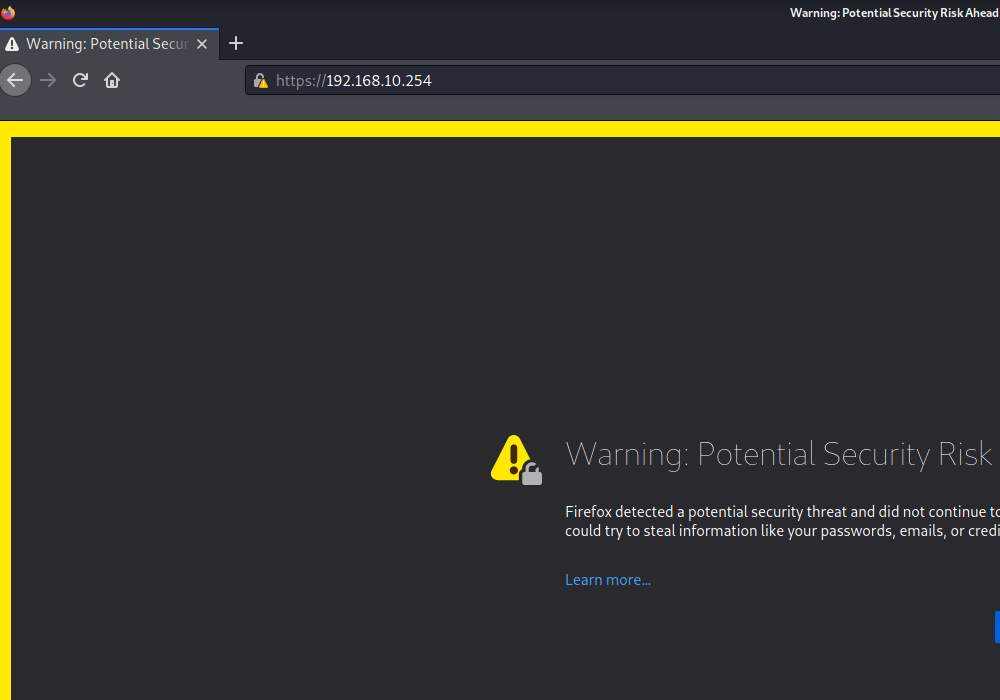 Warning: Potential Security Risk Ahead
Warning: Potential Secur
https://192.168.10.254
Warning: Potential Security Risk
Firefox detected a potential security threat and did not continue to
could try to steal information like your passwords, emails, or credi
Learn more...